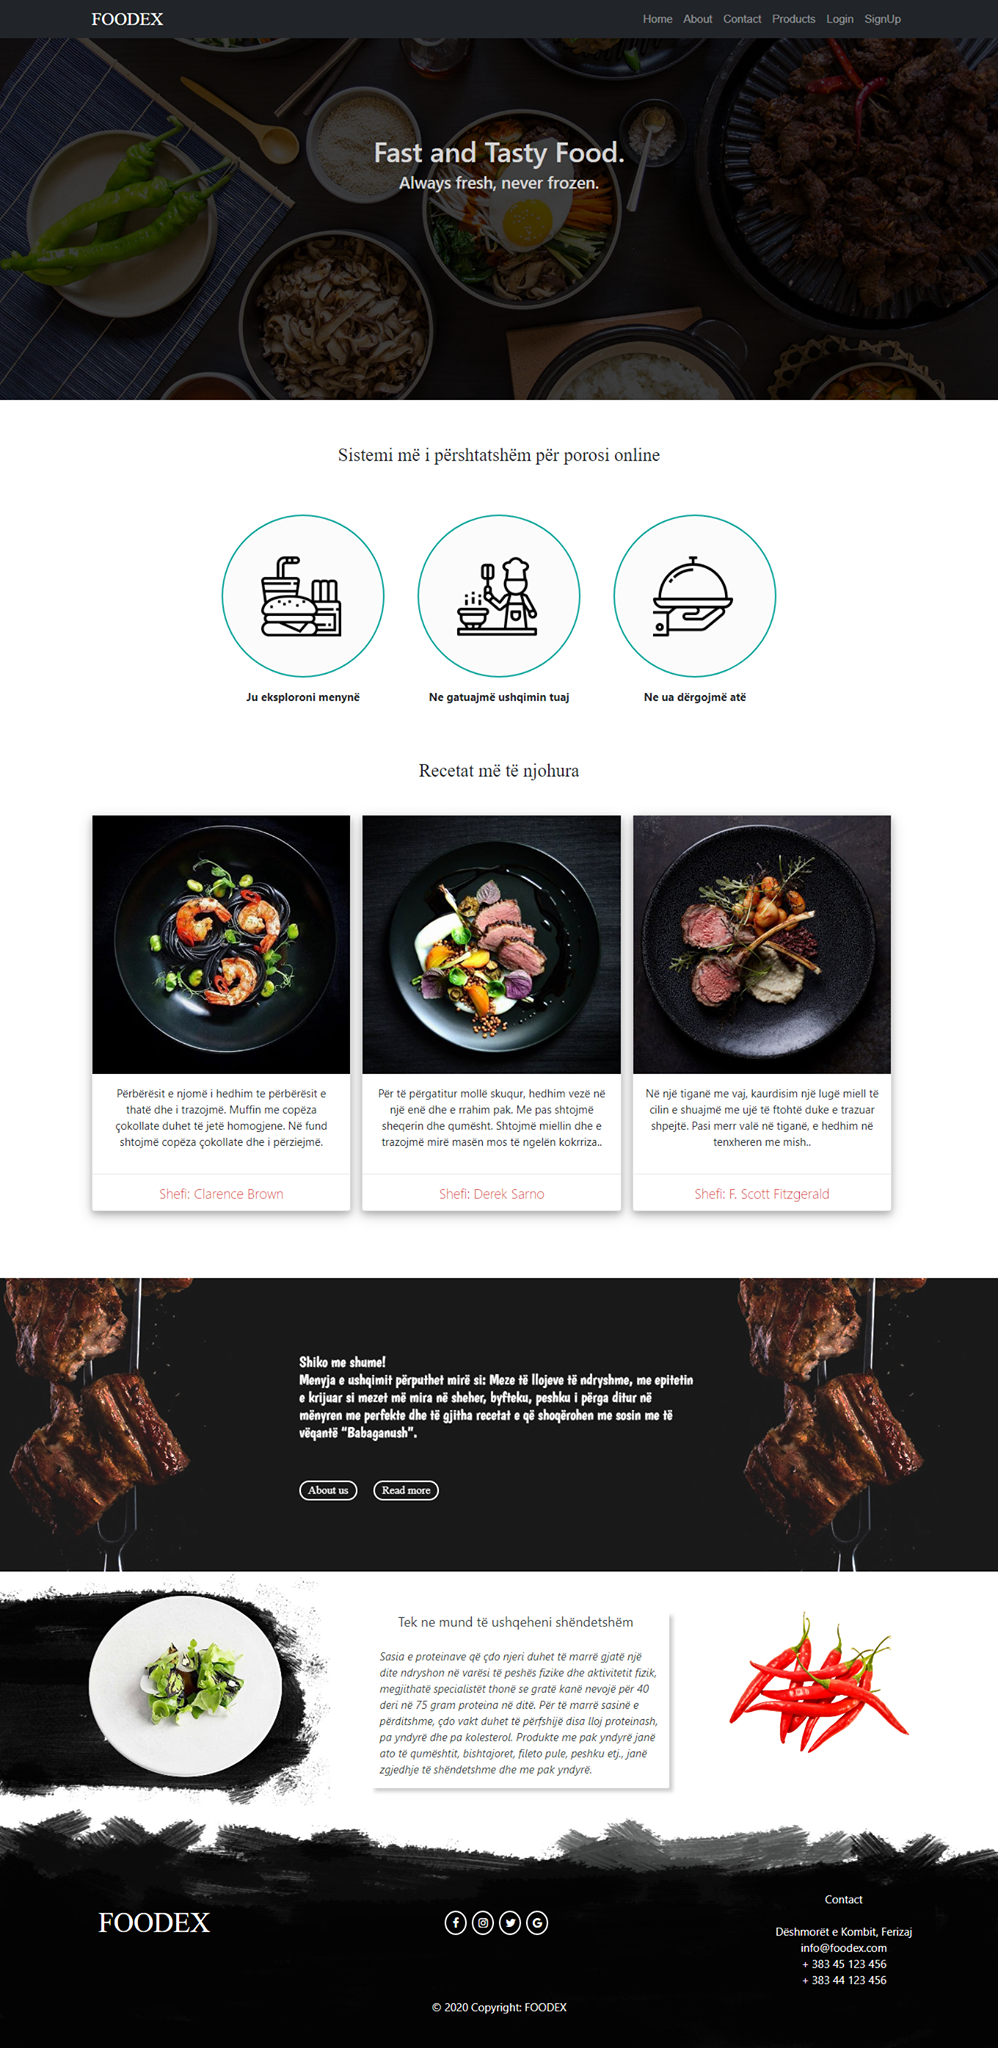 FOODEX
Home About Contact Products Login SignUp
Fast and Tasty Food.
Always fresh, never frozen.
Sistemi më i përshtatshëm për porosi online
Ju eksploroni menynë
Ne gatuajmë ushqimin tuaj
Ne ua dërgojmë atë
Recetat më të njohura
Përbërësit e njomë i hedhim te përbërësit e
thatë dhe i trazojmë. Muffin me copëza
çokollate duhet të jetë homogjene. Në fund
shtojmë copëza çokollate dhe i përziejmë.
Shefi: Clarence Brown
Për të përgatitur mollë skuqur, hedhim vezë në
një enë dhe e rrahim pak. Me pas shtojmë
sheqerin dhe qumësht. Shtojmë miellin dhe e
trazojmë mirë masën mos të ngelën kokrriza..
Shefi: Derek Sarno
Në një tiganë me vaj, kaurdisim një lugë miell të
cilin e shuajmë me ujë të ftohtë duke e trazuar
shpejtë. Pasi merr valë në tiganë, e hedhim në
tenxheren me mish..
Shefi: F. Scott Fitzgerald
Shiko me shume!
Menyja e ushqimit përputhet mirë si: Meze të llojeve të ndryshme, me epitetin
e krijuar si mezet më mira në sheher, byfteku, peshku i përga ditur në
mënyren me perfekte dhe të gjitha recetat e që shoqërohen me sosin me të
vëqantë "Babaganush".
About us Read more
Tek ne mund të ushqeheni shëndetshëm
Sasia e proteinave që çdo njeri duhet të marrë gjatë një
dite ndryshon në varësi të peshës fizike dhe aktivitetit fizik,
megjithatë specialistët thonë se gratë kanë nevojë për 40
deri në 75 gram proteina në ditë. Për të marrë sasinë e
përditshme, çdo vakt duhet të përfshijë disa lloj proteinash,
pa yndyrë dhe pa kolesterol. Produkte me pak yndyrë janë
ato të qumështit, bishtajoret, fileto pule, peshku etj., janë
zgjedhje të shëndetshme dhe me pak yndyrë.
FOODEX
Contact
Dëshmorët e Kombit, Ferizaj
info@foodex.com
+ 383 45 123 456
+ 383 44 123 456
© 2020 Copyright: FOODEX